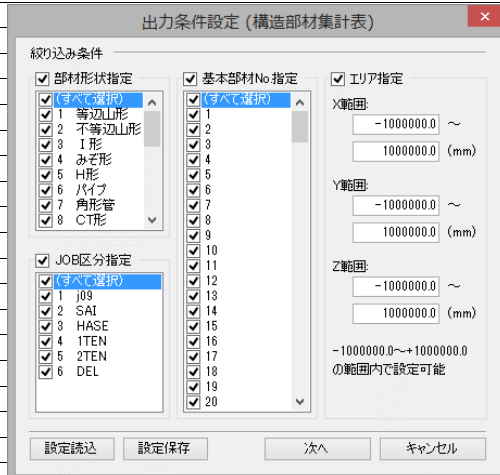 出力条件設定 (構造部材集計表)
絞り込み条件
部材形状指定
(すべて選択)
1 等辺山形
2 不等辺山形
3 I 形
4 みぞ形
5 H形
6 パイプ
7 角形管
8 CT形
JOB区分指定
(すべて選択)
1 j09
2 SAI
3 HASE
4 1TEN
5 2TEN
6 DEL
基本部材No.指定
(すべて選択)
1
2
3
4
5
6
7
8
9
10
11
12
13
14
15
16
17
18
19
20
エリア指定
X範囲:
-1000000.0 ～
1000000.0 (mm)
Y範囲:
-1000000.0 ～
1000000.0 (mm)
Z範囲:
-1000000.0 ～
1000000.0 (mm)
-1000000.0～+1000000.0
の範囲内で設定可能
設定読込 設定保存 次へ キャンセル